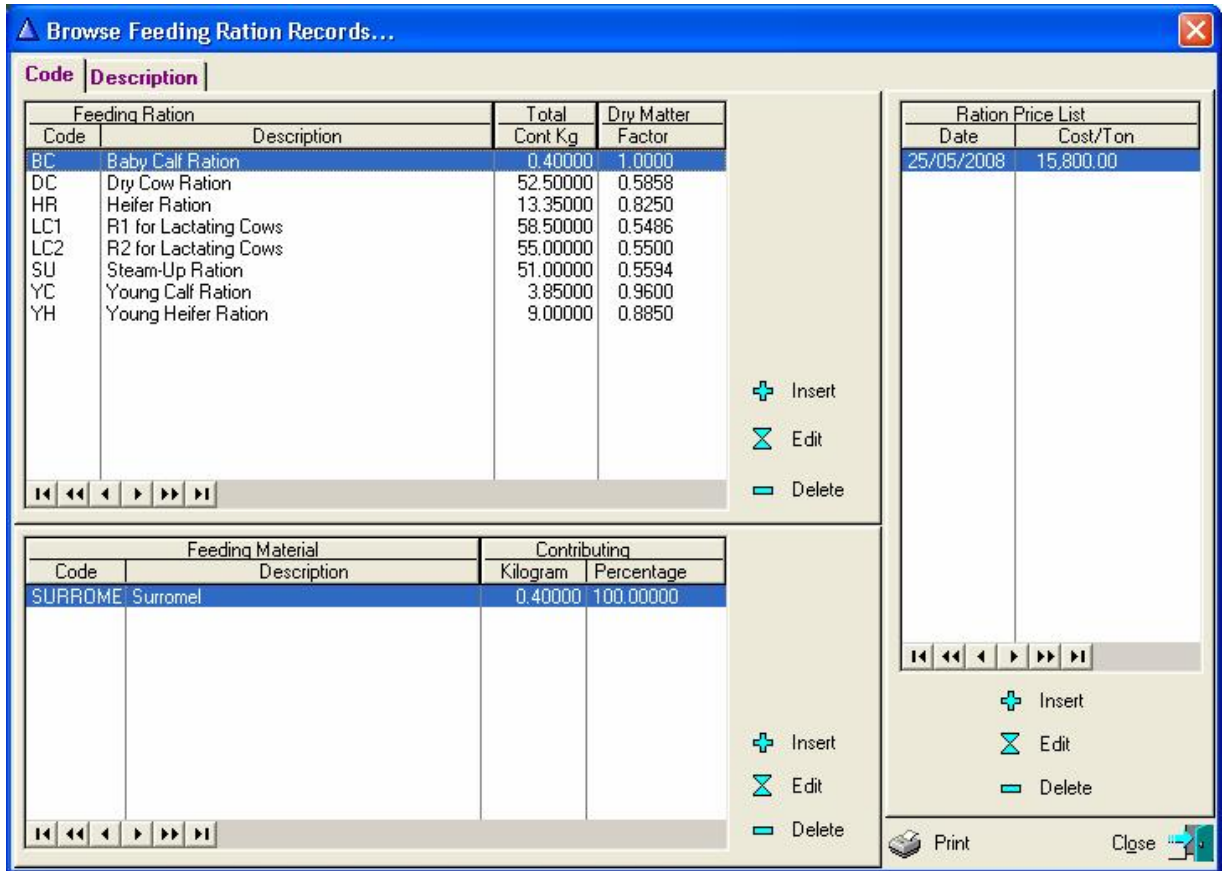 Browse Feeding Ration Records...
Code Description
Feeding Ration Total Dry Matter
Code Description Cont Kg Factor
BC Baby Calf Ration 0.40000 1.0000
DC Dry Cow Ration 52.50000 0.5858
HR Heifer Ration 13.35000 0.8250
LC1 R1 for Lactating Cows 58.50000 0.5486
LC2 R2 for Lactating Cows 55.00000 0.5500
SU Steam-Up Ration 51.00000 0.5594
YC Young Calf Ration 3.85000 0.9600
YH Young Heifer Ration 9.00000 0.8850
Insert
Edit
Delete
Feeding Material Contributing
Code Description Kilogram Percentage
SURROME Surromel 0.40000 100.00000
Insert
Edit
Delete
Ration Price List
Date Cost/Ton
25/05/2008 15,800.00
Insert
Edit
Delete
Print Close